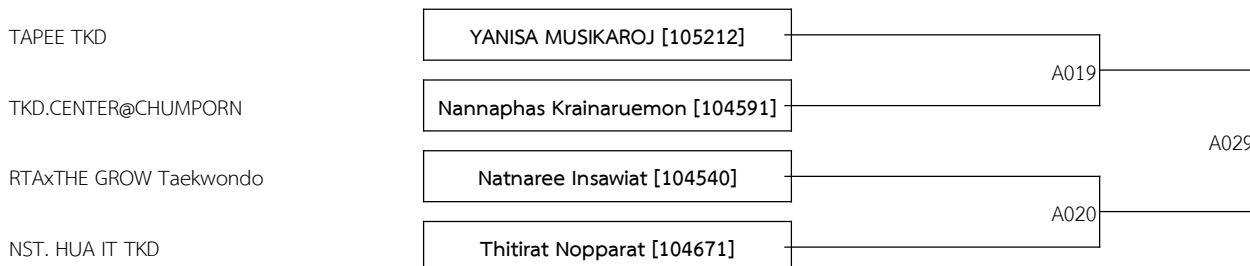 TAPEE TKD YANISA MUSIKAROJ [105212]
A019
TKD.CENTER@CHUMPORN Nannaphas Krainaruemon [104591]
A029
RTAxTHE GROW Taekwondo Natnaree Insawiat [104540]
A020
NST. HUA IT TKD Thitirat Nopparat [104671]